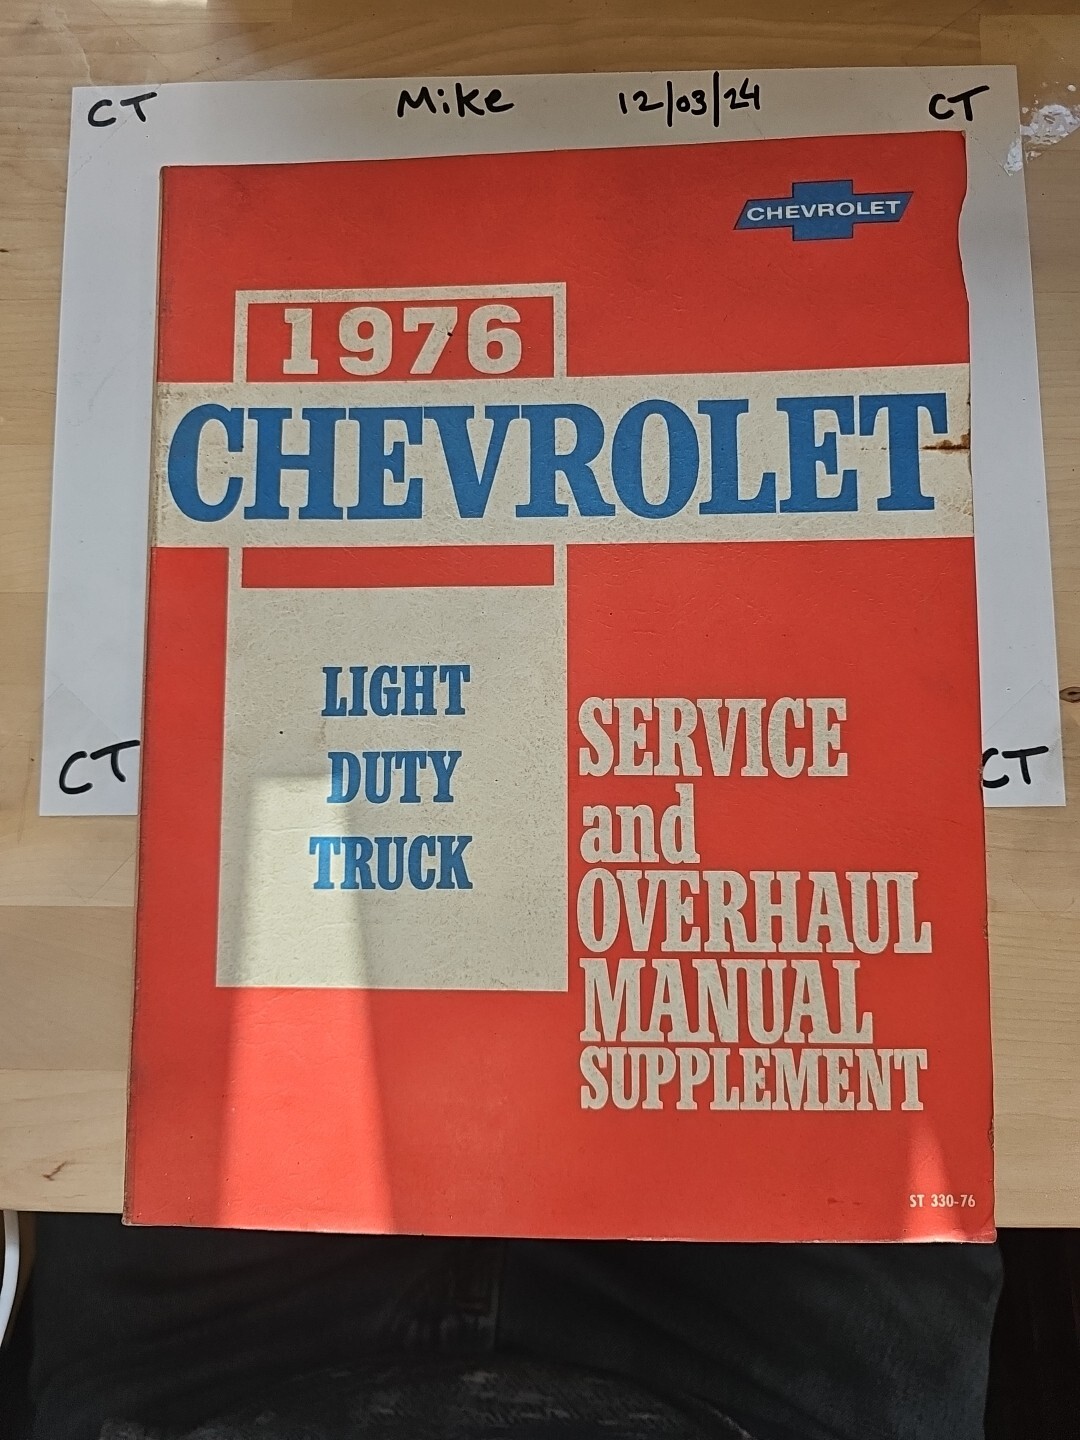 CT Mike 12/03/24 CT
CHEVROLET
1976
CHEVROLET
LIGHT
DUTY
TRUCK
SERVICE
and
OVERHAUL
MANUAL
SUPPLEMENT
CT CT
ST 330-76